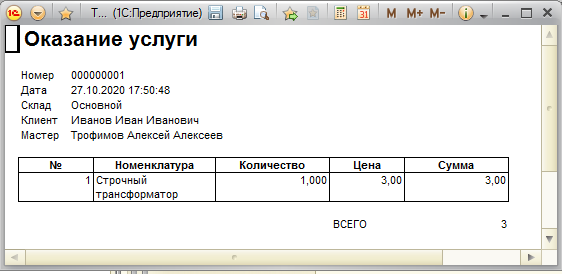 Т... (1С:Предприятие)
M M+ M-
Оказание услуги
Номер 000000001
Дата 27.10.2020 17:50:48
Склад Основной
Клиент Иванов Иван Иванович
Мастер Трофимов Алексей Алексеев
№ Номенклатура Количество Цена Сумма
1 Строчный 1,000 3,00 3,00
трансформатор
ВСЕГО 3